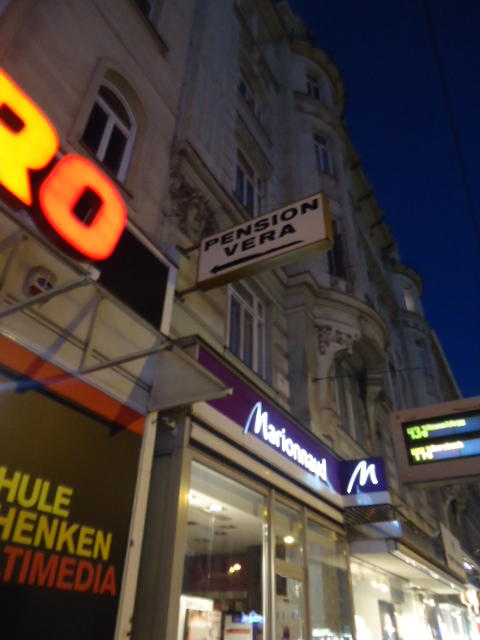 RO
PENSION
VERA
Marionnaud
M
HULE
HENKEN
TIMEDIA